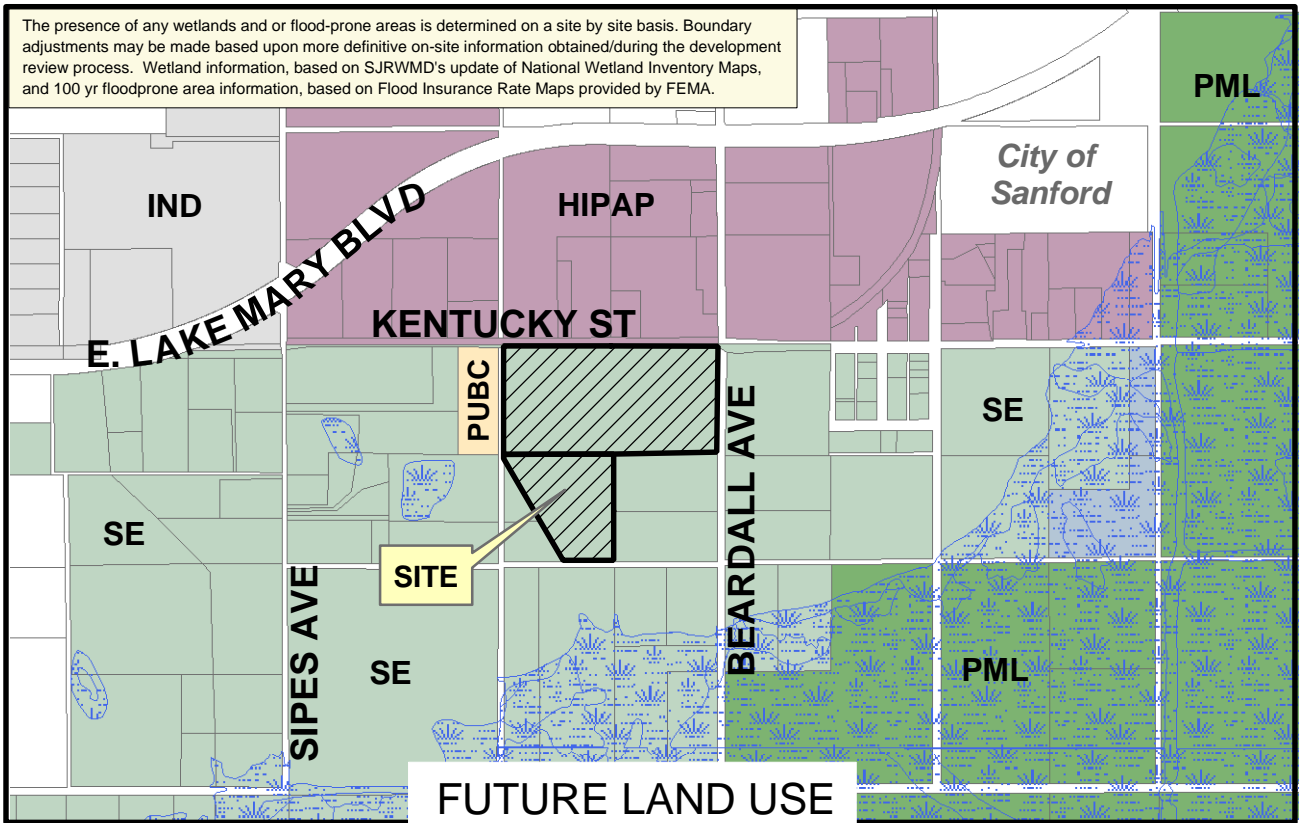 The presence of any wetlands and or flood-prone areas is determined on a site by site basis. Boundary
adjustments may be made based upon more definitive on-site information obtained/during the development
review process. Wetland information, based on SJRWMD's update of National Wetland Inventory Maps,
and 100 yr floodprone area information, based on Flood Insurance Rate Maps provided by FEMA.
PML
City of
Sanford
IND
HIPAP
E. LAKE MARY BLVD
KENTUCKY ST
PUBC
BEARDALL AVE
SE
SE
SITE
SIPES AVE
SE
PML
FUTURE LAND USE